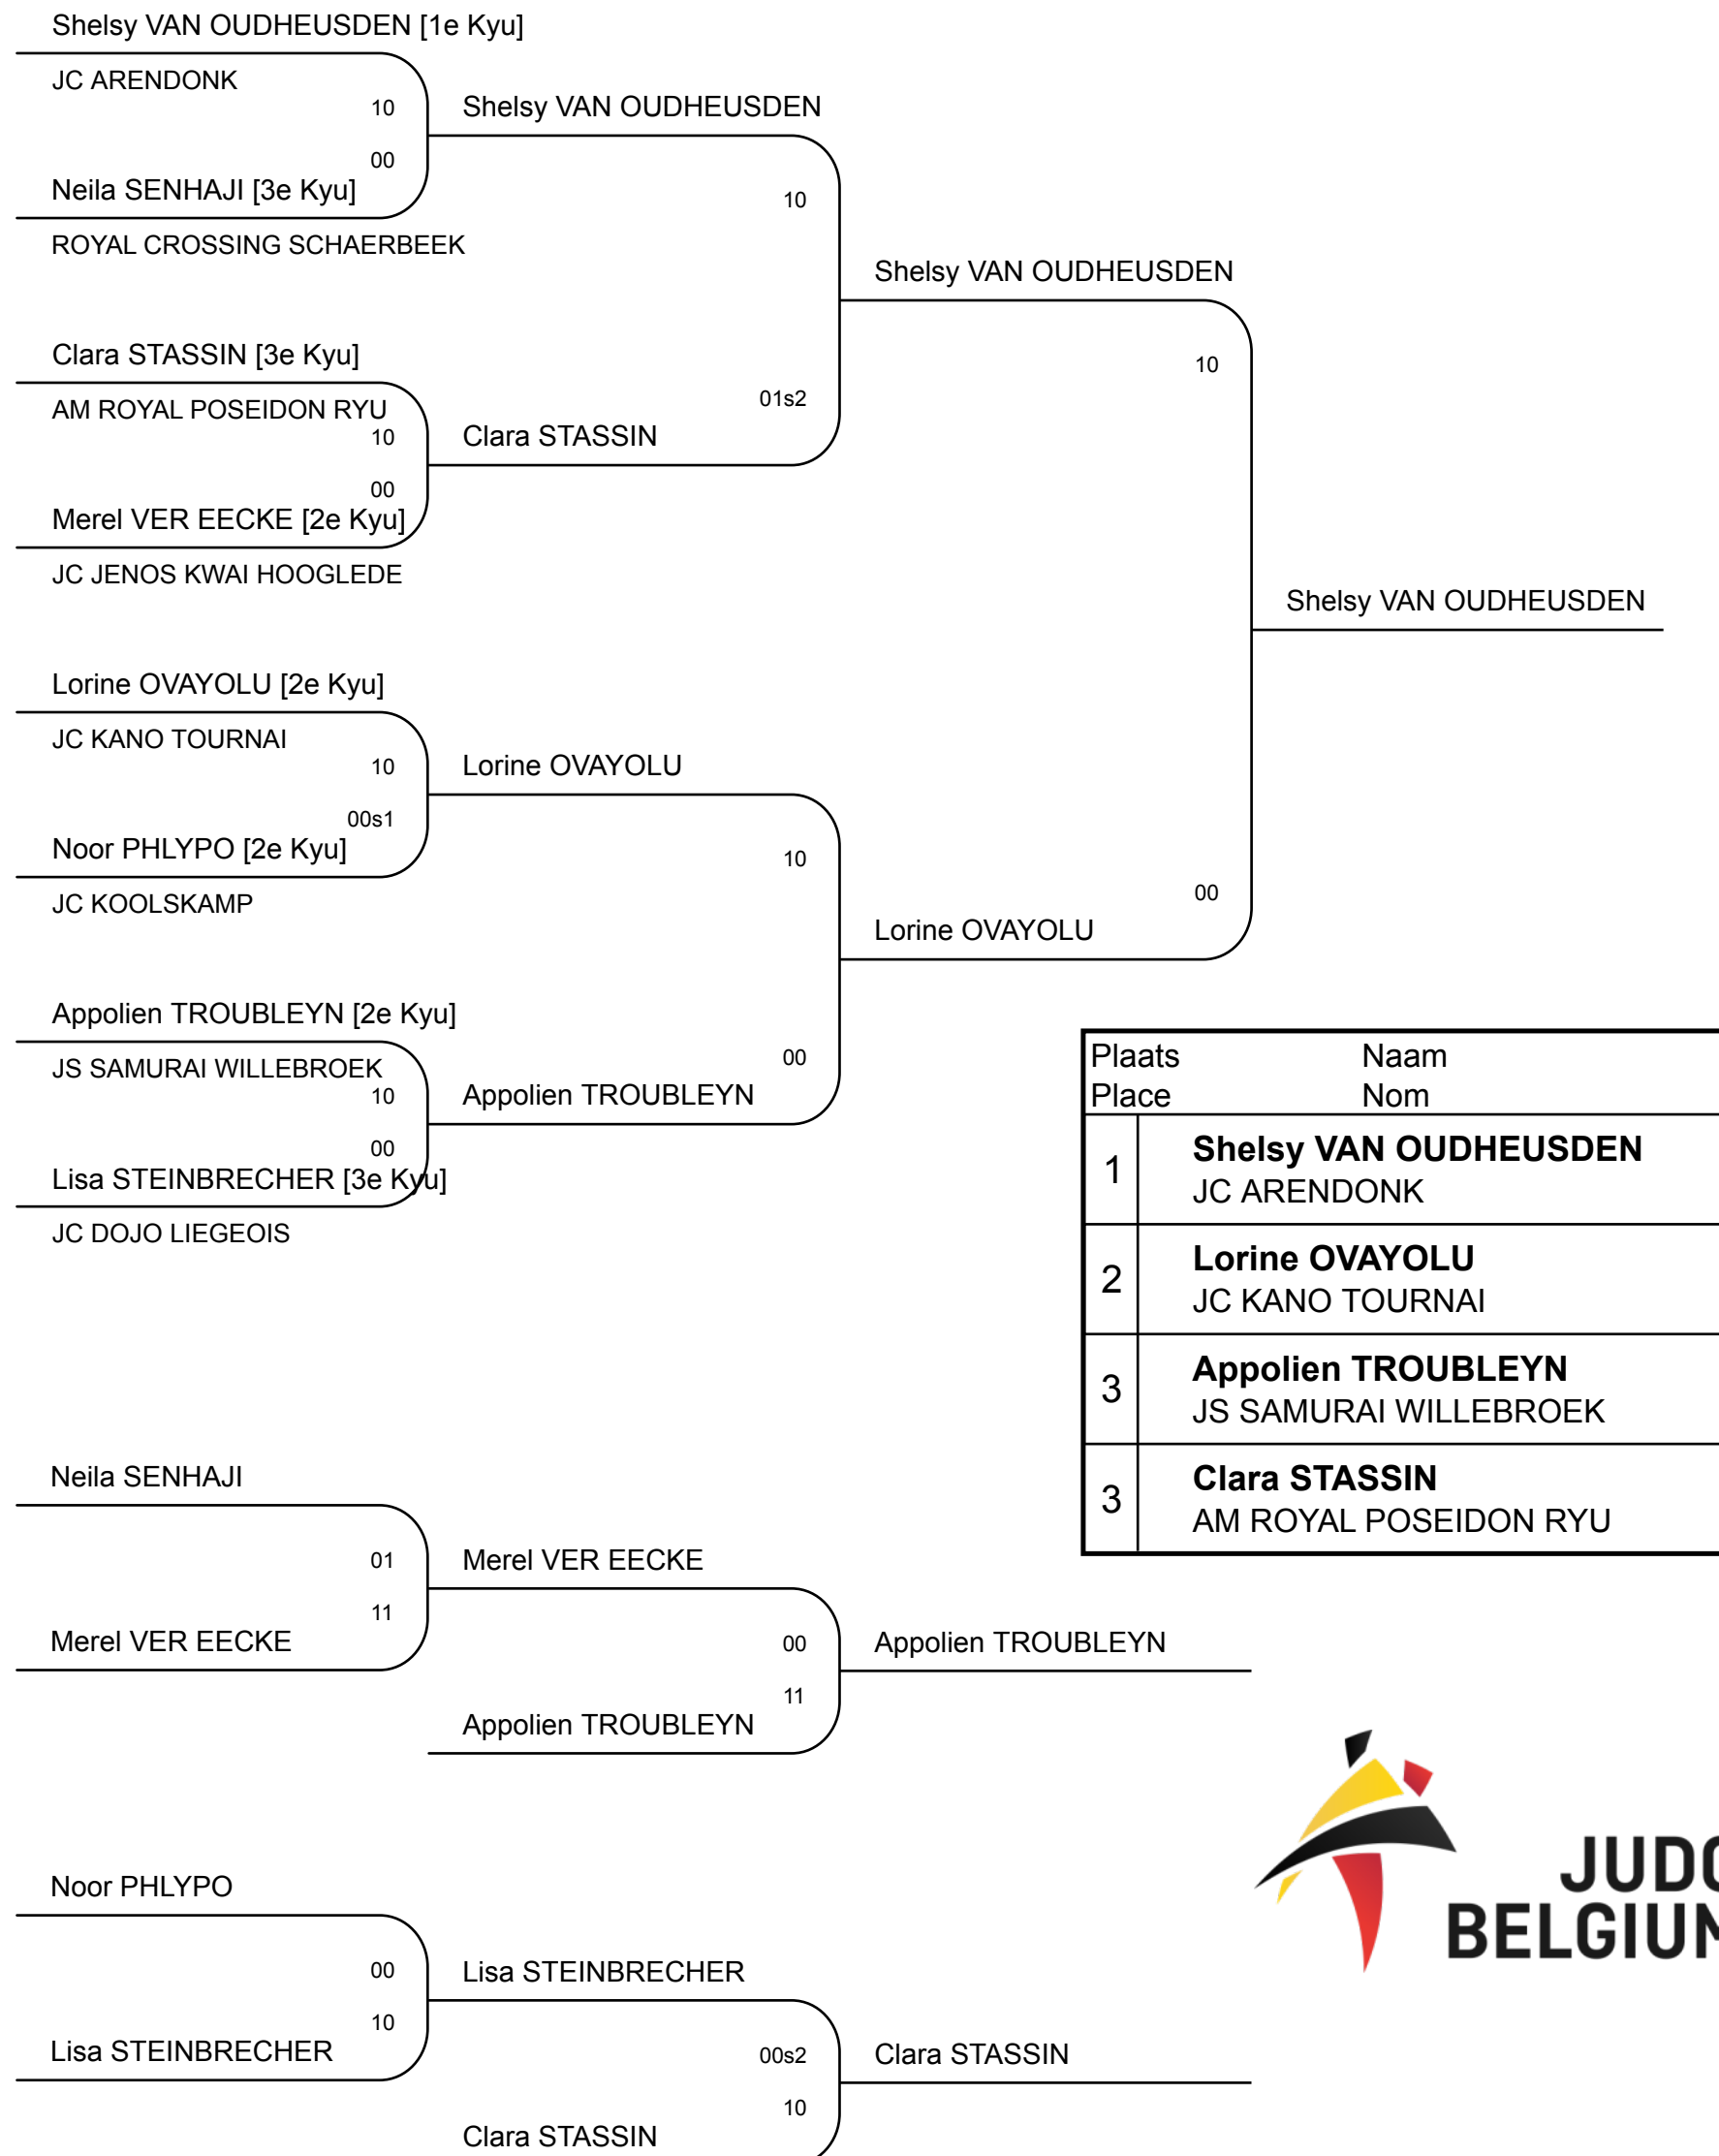 Shelsy VAN OUDHEUSDEN [1e Kyu]
JC ARENDONK
10
Shelsy VAN OUDHEUSDEN
00
Neila SENHAJI [3e Kyu]
10
ROYAL CROSSING SCHAERBEEK
Shelsy VAN OUDHEUSDEN
Clara STASSIN [3e Kyu]
10
AM ROYAL POSEIDON RYU
01s2
10
Clara STASSIN
00
Merel VER EECKE [2e Kyu]
JC JENOS KWAI HOOGLEDE
Shelsy VAN OUDHEUSDEN
Lorine OVAYOLU [2e Kyu]
JC KANO TOURNAI
10
Lorine OVAYOLU
00s1
Noor PHLYPO [2e Kyu]
10
JC KOOLSKAMP
00
Lorine OVAYOLU
Appolien TROUBLEYN [2e Kyu]
JS SAMURAI WILLEBROEK
00
10
Appolien TROUBLEYN
00
Lisa STEINBRECHER [3e Kyu]
JC DOJO LIEGEOIS
Plaats Naam
Place Nom
1 Shelsy VAN OUDHEUSDEN
JC ARENDONK
2 Lorine OVAYOLU
JC KANO TOURNAI
3 Appolien TROUBLEYN
JS SAMURAI WILLEBROEK
3 Clara STASSIN
AM ROYAL POSEIDON RYU
Neila SENHAJI
01
Merel VER EECKE
11
Merel VER EECKE
00
Appolien TROUBLEYN
11
Appolien TROUBLEYN
JUDO
BELGIUM
Noor PHLYPO
00
Lisa STEINBRECHER
10
Lisa STEINBRECHER
00s2
Clara STASSIN
10
Clara STASSIN